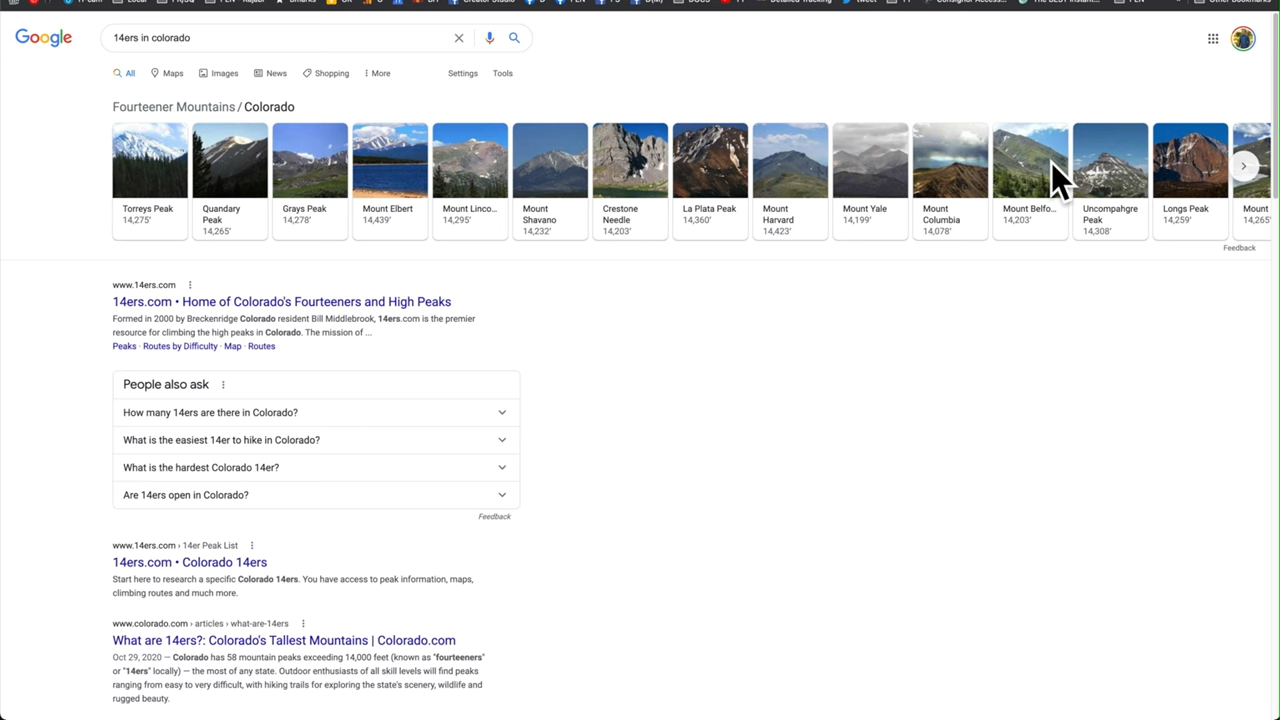 Google
14ers in colorado
All Maps Images News Shopping More Settings Tools
Fourteener Mountains / Colorado
Torreys Peak
14,275'
Quandary
Peak
14,265'
Grays Peak
14,278'
Mount Elbert
14,439'
Mount Linco...
14,295'
Mount
Shavano
14,232'
Crestone
Needle
14,203'
La Plata Peak
14,360'
Mount
Harvard
14,423'
Mount Yale
14,199'
Mount
Columbia
14,078'
Mount Belfo...
14,203'
Uncompahgre
Peak
14,308'
Longs Peak
14,259'
Mount
14,265'
Feedback
www.14ers.com
14ers.com • Home of Colorado's Fourteeners and High Peaks
Formed in 2000 by Breckenridge Colorado resident Bill Middlebrook, 14ers.com is the premier
resource for climbing the high peaks in Colorado. The mission of ...
Peaks · Routes by Difficulty · Map · Routes
People also ask
How many 14ers are there in Colorado?
What is the easiest 14er to hike in Colorado?
What is the hardest Colorado 14er?
Are 14ers open in Colorado?
Feedback
www.14ers.com › 14er Peak List
14ers.com • Colorado 14ers
Start here to research a specific Colorado 14ers. You have access to peak information, maps,
climbing routes and much more.
www.colorado.com › articles › what-are-14ers
What are 14ers?: Colorado's Tallest Mountains | Colorado.com
Oct 29, 2020 — Colorado has 58 mountain peaks exceeding 14,000 feet (known as "fourteeners"
or "14ers" locally) — the most of any state. Outdoor enthusiasts of all skill levels will find peaks
ranging from easy to very difficult, with hiking trails for exploring the state's scenery, wildlife and
rugged beauty.